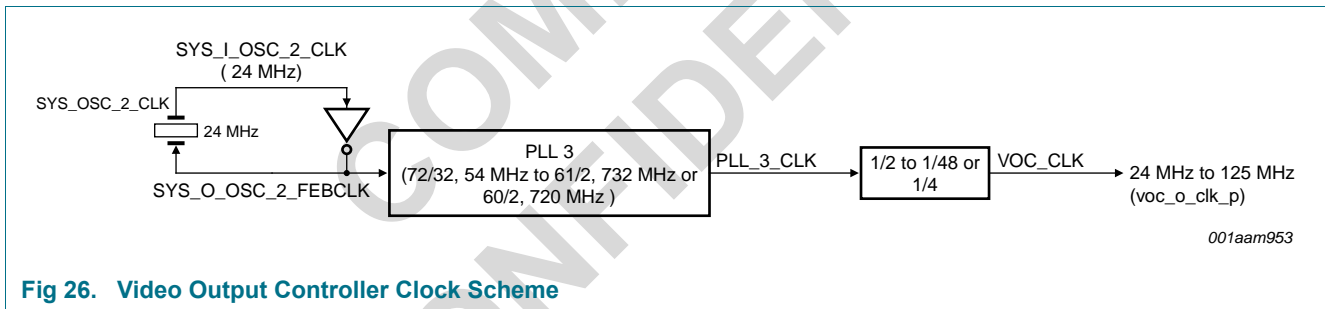 SYS_I_OSC_2_CLK
( 24 MHz)
SYS_OSC_2_CLK
24 MHz
SYS_O_OSC_2_FEBCLK
PLL 3
(72/32, 54 MHz to 61/2, 732 MHz or
60/2, 720 MHz )
PLL_3_CLK
1/2 to 1/48 or
1/4
VOC_CLK
24 MHz to 125 MHz
(voc_o_clk_p)
001aam953
Fig 26. Video Output Controller Clock Scheme